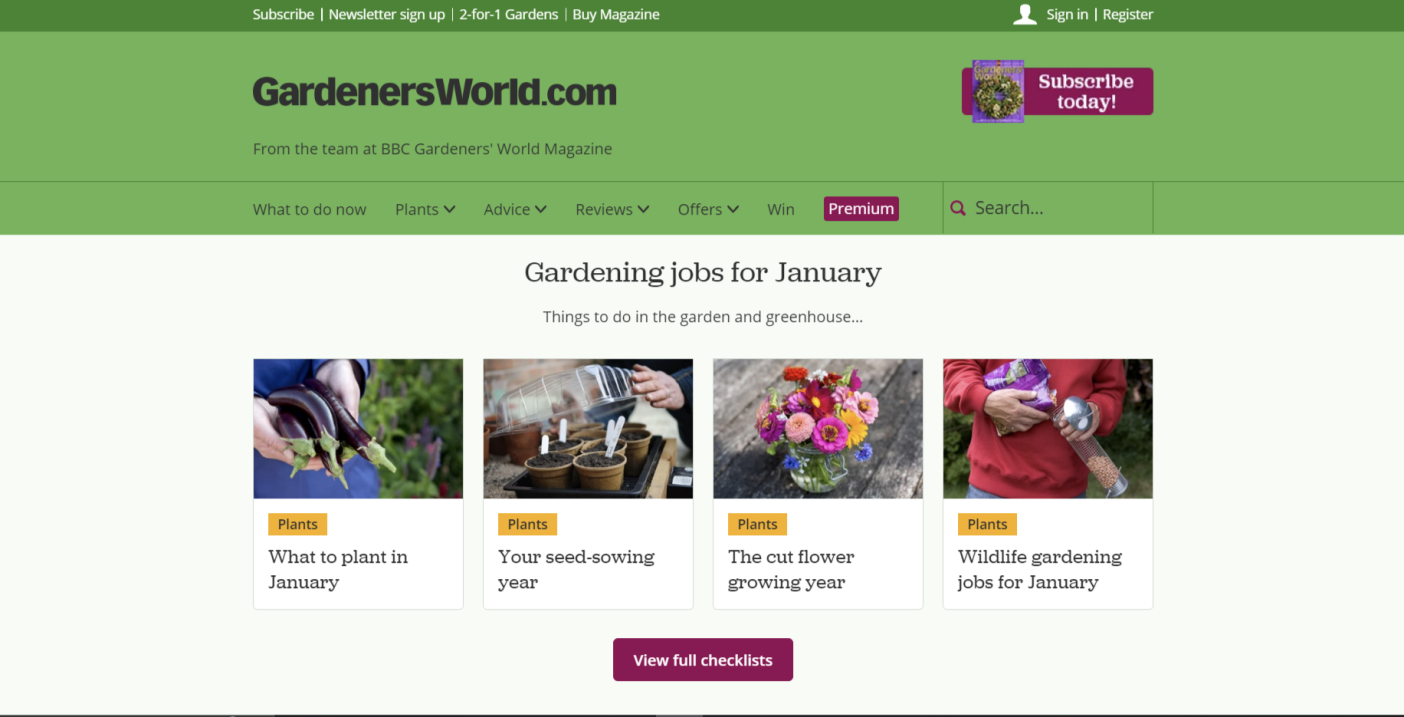 Subscribe | Newsletter sign up | 2-for-1 Gardens | Buy Magazine
Sign in | Register
GardenersWorld.com
Gardeners'
World
Subscribe
today!
From the team at BBC Gardeners' World Magazine
What to do now Plants Advice Reviews Offers Win Premium Search...
Gardening jobs for January
Things to do in the garden and greenhouse...
Plants
What to plant in
January
Plants
Your seed-sowing
year
Plants
The cut flower
growing year
Plants
Wildlife gardening
jobs for January
View full checklists